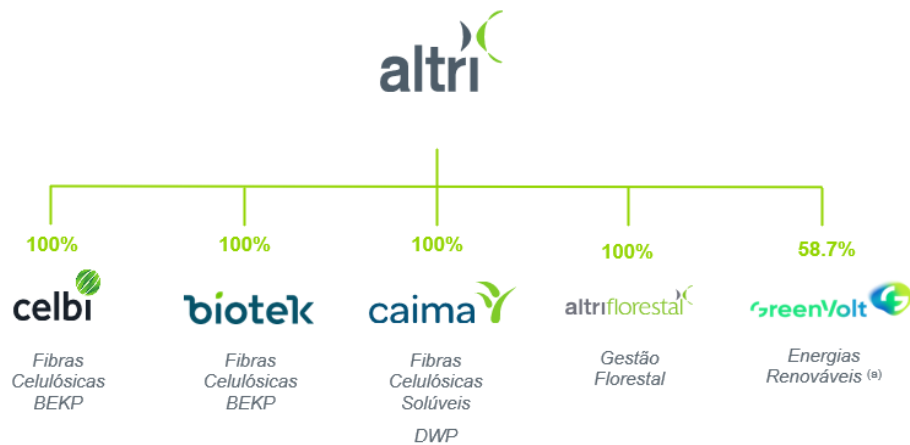 altri
100%
100%
100%
100%
58.7%
celbi
biotek
caima
altriflorestal
GreenVolt
Fibras
Celulósicas
BEKP
Fibras
Celulósicas
BEKP
Fibras
Celulósicas
Solúveis
DWP
Gestão
Florestal
Energias
Renováveis (a)